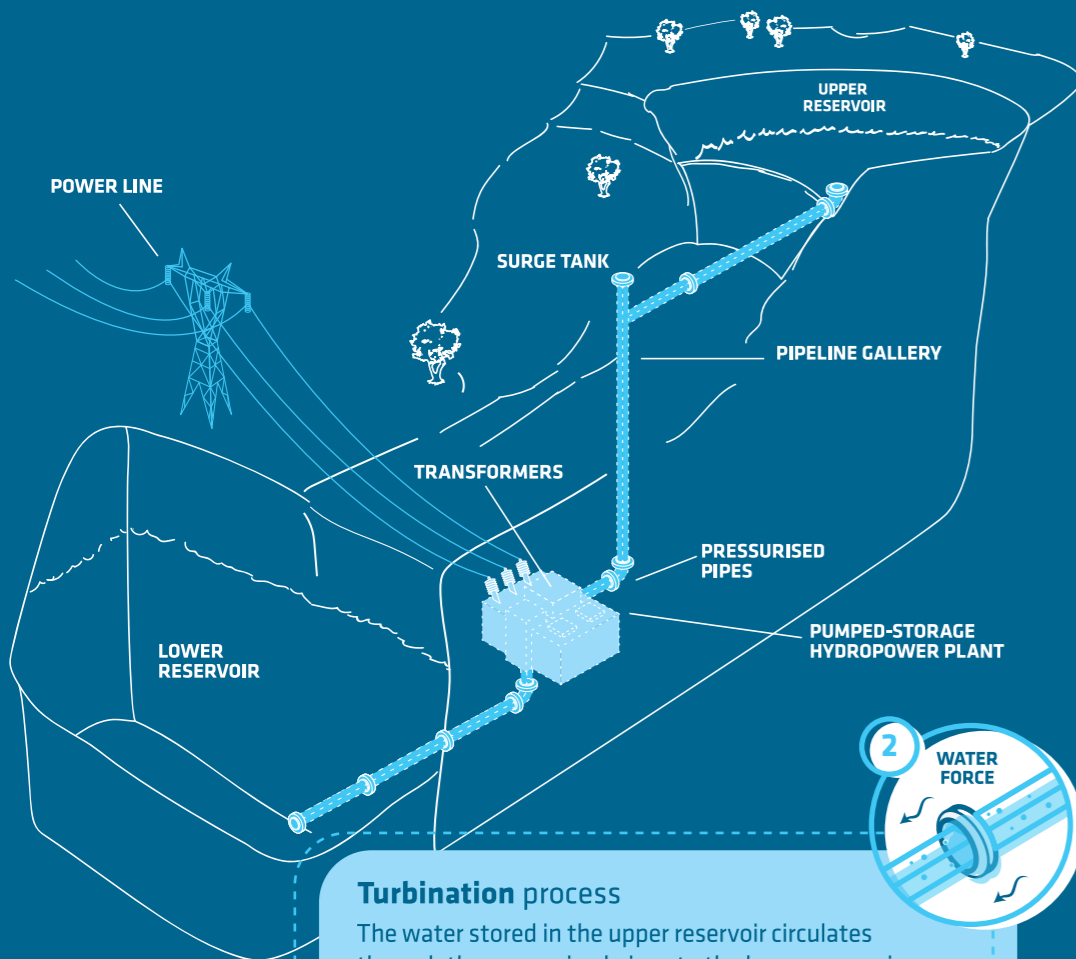 UPPER
RESERVOIR
POWER LINE
SURGE TANK
PIPELINE GALLERY
TRANSFORMERS
PRESSURISED
PIPES
PUMPED-STORAGE
HYDROPOWER PLANT
LOWER
RESERVOIR
2
WATER
FORCE
Turbination process
The water stored in the upper reservoir circulates